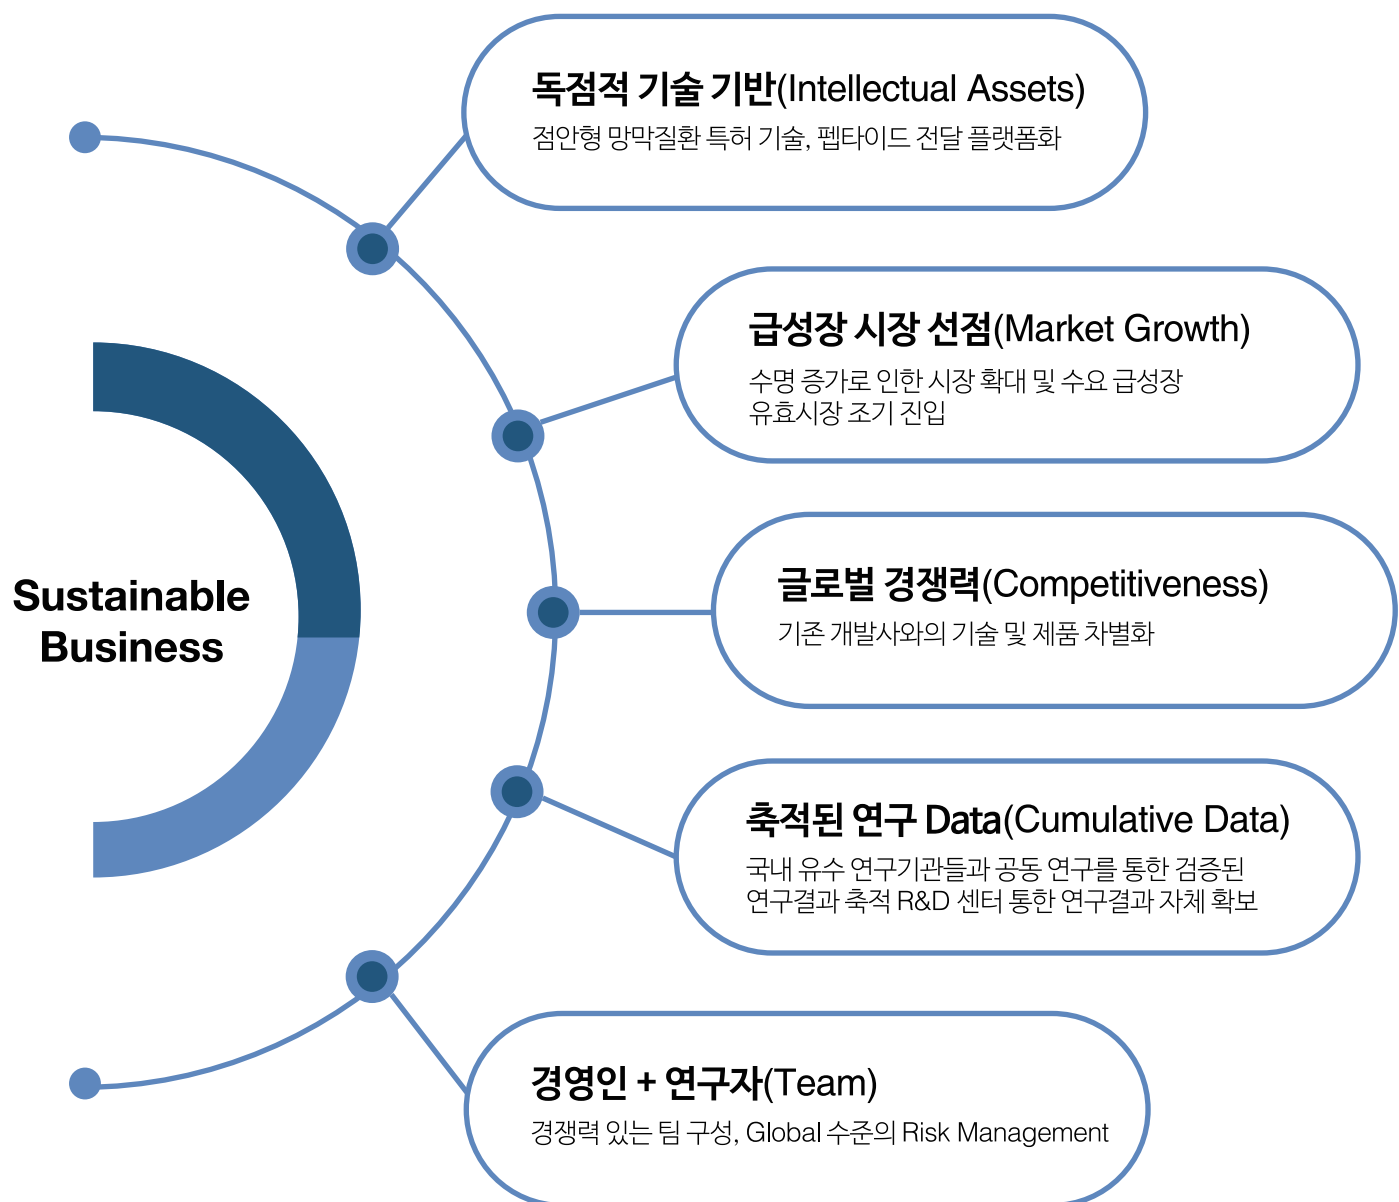 독점적 기술 기반(Intellectual Assets)
점안형 망막질환 특허 기술, 펩타이드 전달 플랫폼화
급성장 시장 선점(Market Growth)
수명 증가로 인한 시장 확대 및 수요 급성장
유효시장 조기 진입
글로벌 경쟁력(Competitiveness)
기존 개발사와의 기술 및 제품 차별화
Sustainable
Business
축적된 연구 Data(Cumulative Data)
국내 유수 연구기관들과 공동 연구를 통한 검증된
연구결과 축적 R&D 센터 통한 연구결과 자체 확보
경영인 + 연구자(Team)
경쟁력 있는 팀 구성, Global 수준의 Risk Management